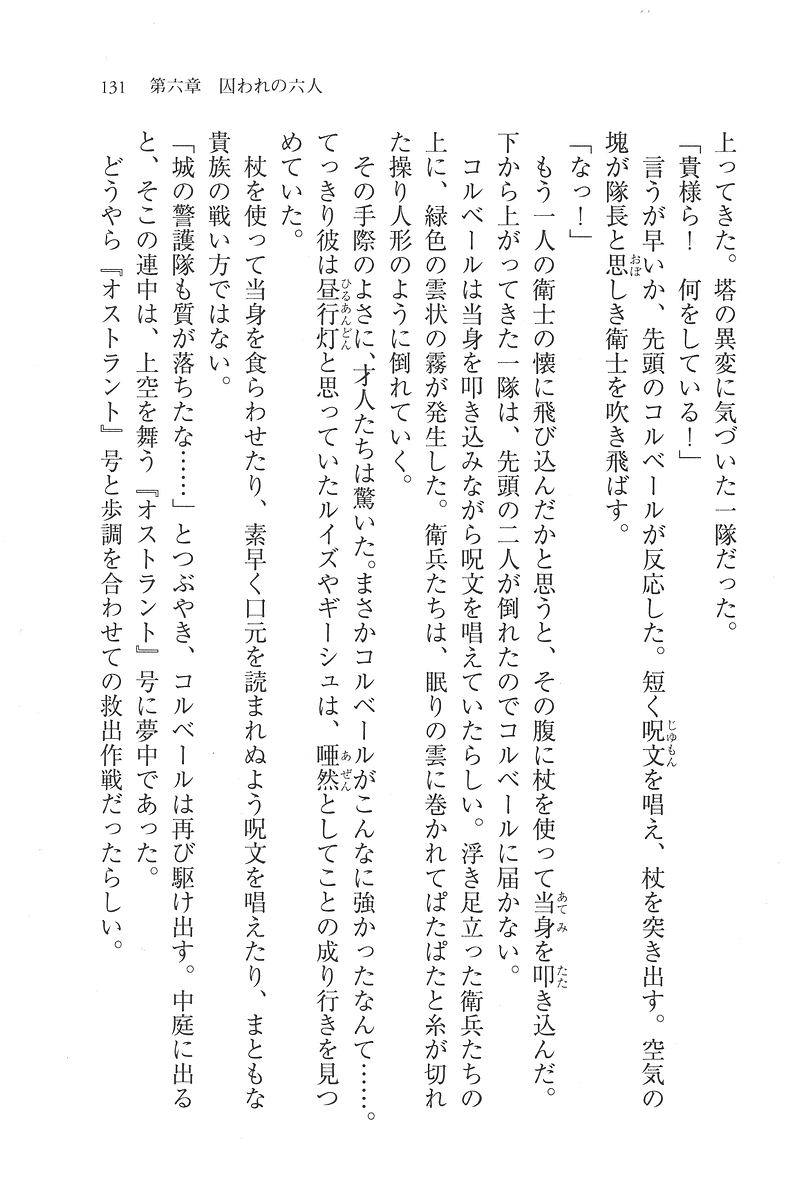 131　第六章　囚われの六人
上ってきた。塔の異変に気づいた一隊だった。
「貴様ら！　何をしている！」
　言うが早いか、先頭のコルベールが反応した。短く呪文を唱え、杖を突き出す。空気の
塊が隊長と思しき衛士を吹き飛ばす。
「なっ！」
　もう一人の衛士の懐に飛び込んだかと思うと、その腹に杖を使って当身を叩き込んだ。
下から上がってきた一隊は、先頭の二人が倒れたのでコルベールに届かない。
　コルベールは当身を叩き込みながら呪文を唱えていたらしい。浮き足立った衛兵たちの
上に、緑色の雲状の霧が発生した。衛兵たちは、眠りの雲に巻かれてぱたぱたと糸が切れ
た操り人形のように倒れていく。
　その手際のよさに、才人たちは驚いた。まさかコルベールがこんなに強かったなんて……。
てっきり彼は昼行灯と思っていたルイズやギーシュは、唖然としてことの成り行きを見つ
めていた。
　杖を使って当身を食らわせたり、素早く口元を読まれぬよう呪文を唱えたり、まともな
貴族の戦い方ではない。
「城の警護隊も質が落ちたな……」とつぶやき、コルベールは再び駆け出す。中庭に出る
と、そこの連中は、上空を舞う『オストラント』号に夢中であった。
　どうやら『オストラント』号と歩調を合わせての救出作戦だったらしい。